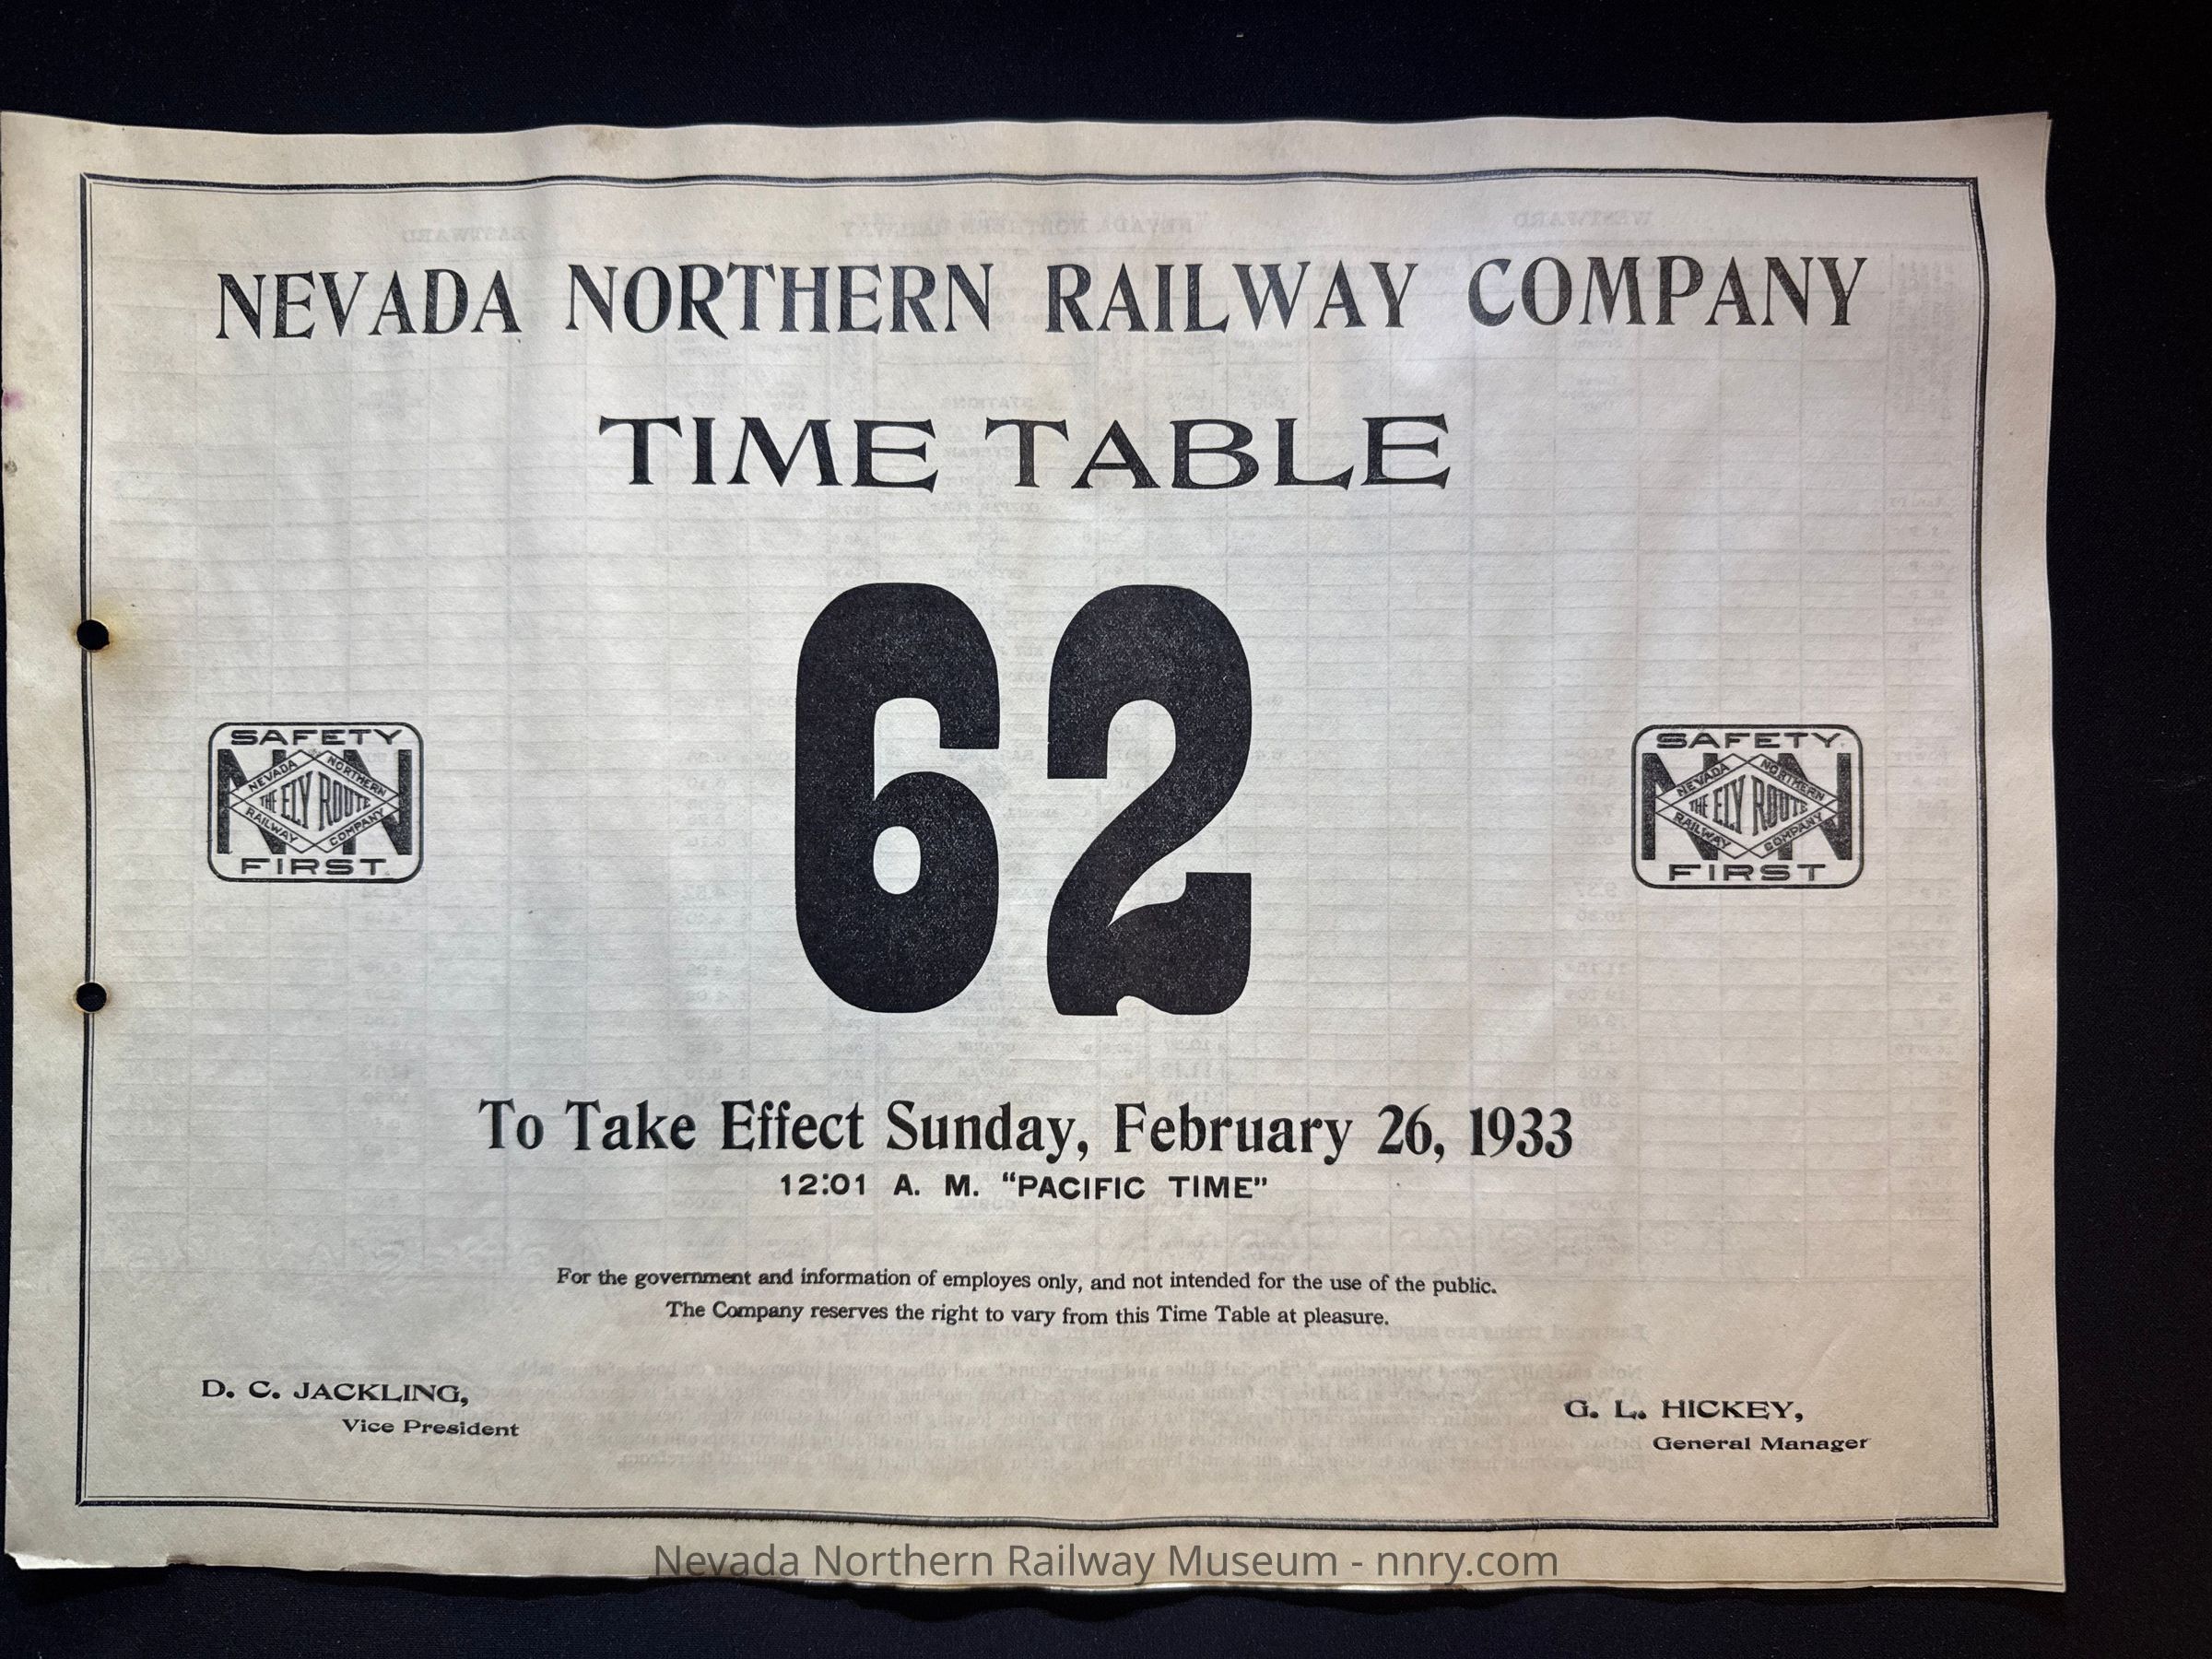 NEVADA NORTHERN RAILWAY COMPANY
TIME TABLE
62
SAFETY
NN
NEVADA NORTHERN
THE ELY ROUTE
RAILWAY COMPANY
FIRST
SAFETY
NN
NEVADA NORTHERN
THE ELY ROUTE
RAILWAY COMPANY
FIRST
To Take Effect Sunday, February 26, 1933
12:01 A. M. “PACIFIC TIME”
For the government and information of employes only, and not intended for the use of the public.
The Company reserves the right to vary from this Time Table at pleasure.
D. C. JACKLING,
Vice President
G. L. HICKEY,
General Manager
Nevada Northern Railway Museum - nnry.com